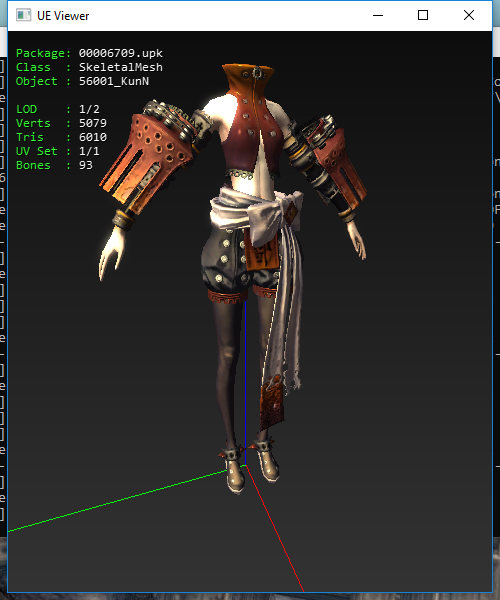 UE Viewer
Package: 00006709.upk
Class  : SkeletalMesh
Object : 56001_KunN
LOD    : 1/2
Verts  : 5079
Tris   : 6010
UV Set : 1/1
Bones  : 93